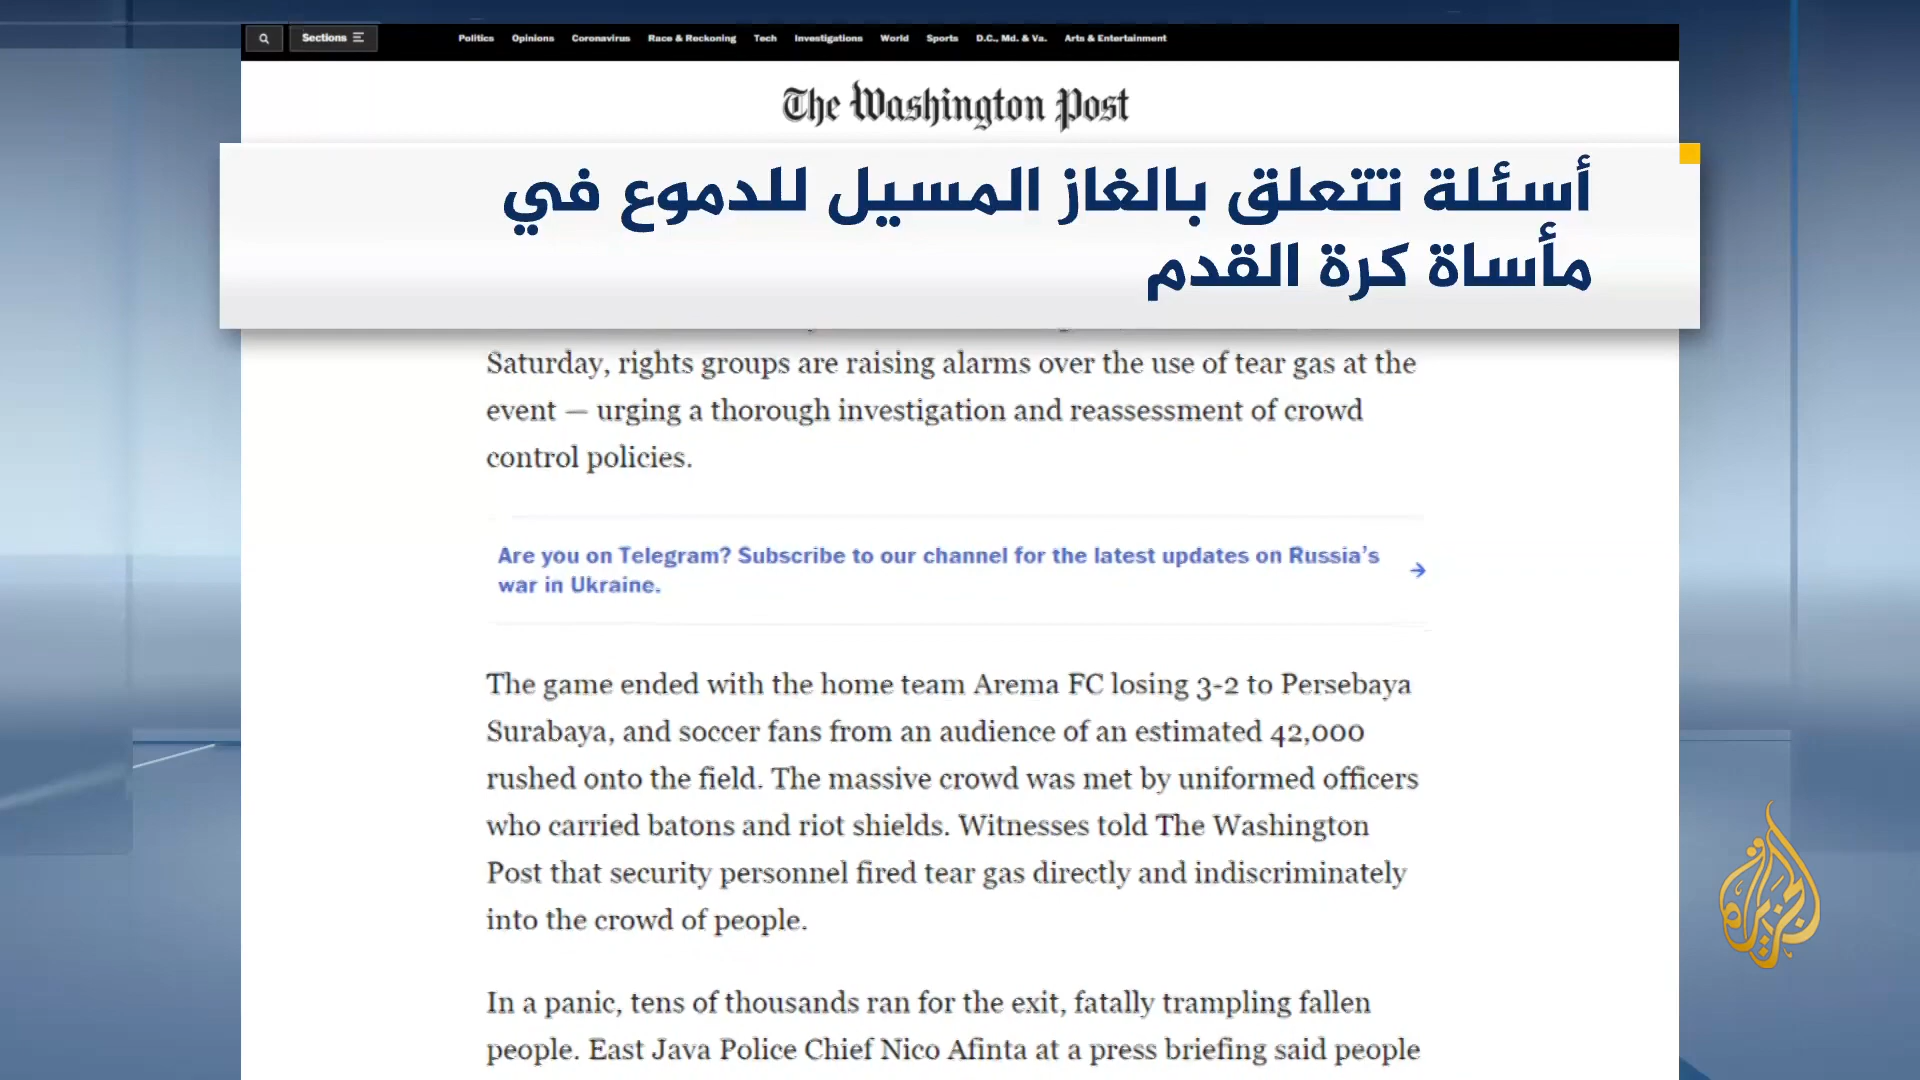 Sections
Politics Opinions Coronavirus Race & Reckoning Tech Investigations World Sports D.C., Md. & Va. Arts & Entertainment
The Washington Post
أسئلة تتعلق بالغاز المسيل للدموع في
مأساة كرة القدم
Saturday, rights groups are raising alarms over the use of tear gas at the
event — urging a thorough investigation and reassessment of crowd
control policies.
Are you on Telegram? Subscribe to our channel for the latest updates on Russia's
war in Ukraine.
The game ended with the home team Arema FC losing 3-2 to Persebaya
Surabaya, and soccer fans from an audience of an estimated 42,000
rushed onto the field. The massive crowd was met by uniformed officers
who carried batons and riot shields. Witnesses told The Washington
Post that security personnel fired tear gas directly and indiscriminately
into the crowd of people.
In a panic, tens of thousands ran for the exit, fatally trampling fallen
people. East Java Police Chief Nico Afinta at a press briefing said people
الجزيرة